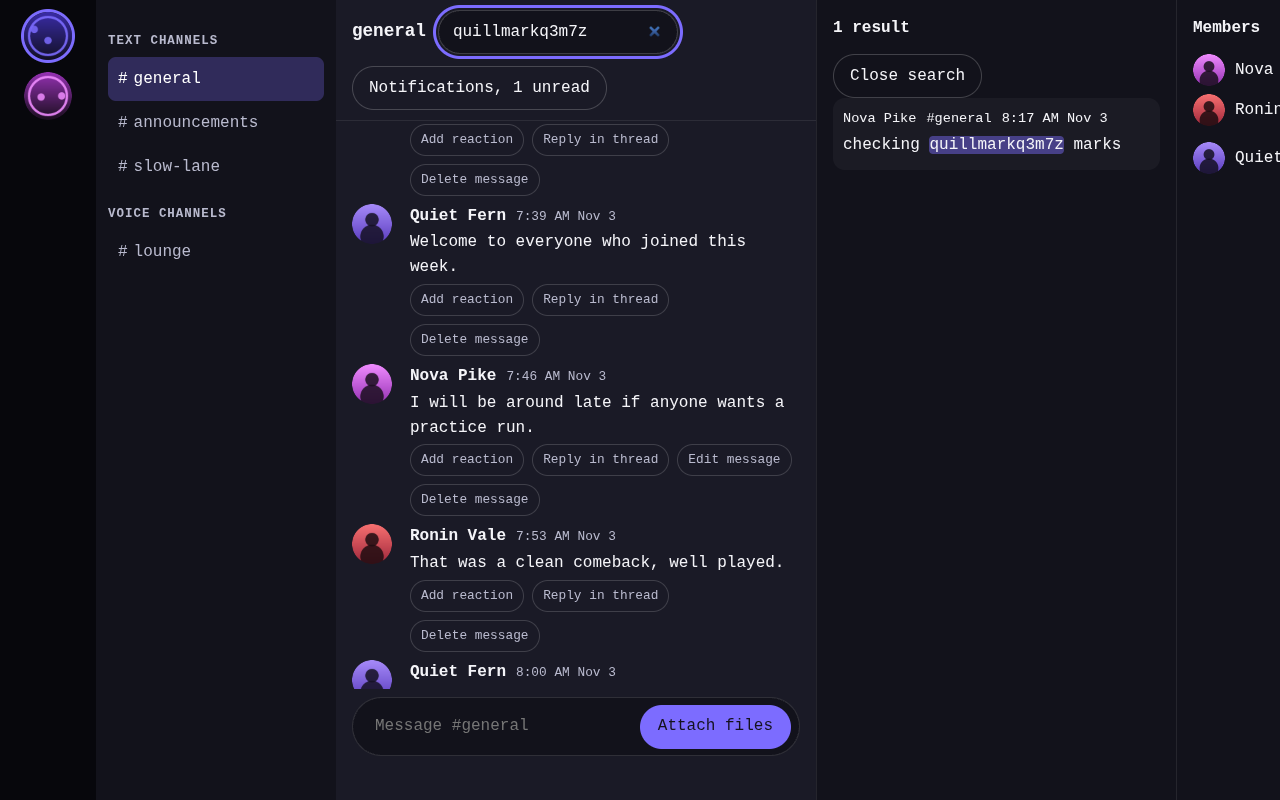 TEXT CHANNELS
# general
# announcements
# slow-lane
VOICE CHANNELS
# lounge
general
quillmarkq3m7z
Notifications, 1 unread
Add reaction
Reply in thread
Delete message
Quiet Fern 7:39 AM Nov 3
Welcome to everyone who joined this
week.
Add reaction
Reply in thread
Delete message
Nova Pike 7:46 AM Nov 3
I will be around late if anyone wants a
practice run.
Add reaction
Reply in thread
Edit message
Delete message
Ronin Vale 7:53 AM Nov 3
That was a clean comeback, well played.
Add reaction
Reply in thread
Delete message
Quiet Fern 8:00 AM Nov 3
Message #general
Attach files
1 result
Close search
Nova Pike #general 8:17 AM Nov 3
checking quillmarkq3m7z marks
Members
Nova
Ronin
Quiet